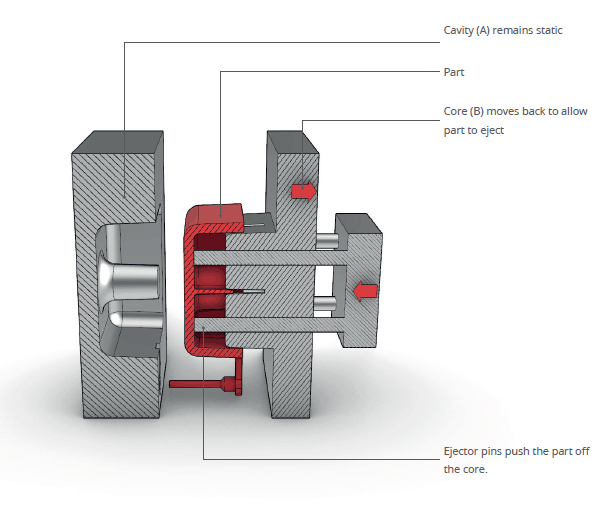 Cavity (A) remains static
Part
Core (B) moves back to allow
part to eject
Ejector pins push the part off
the core.